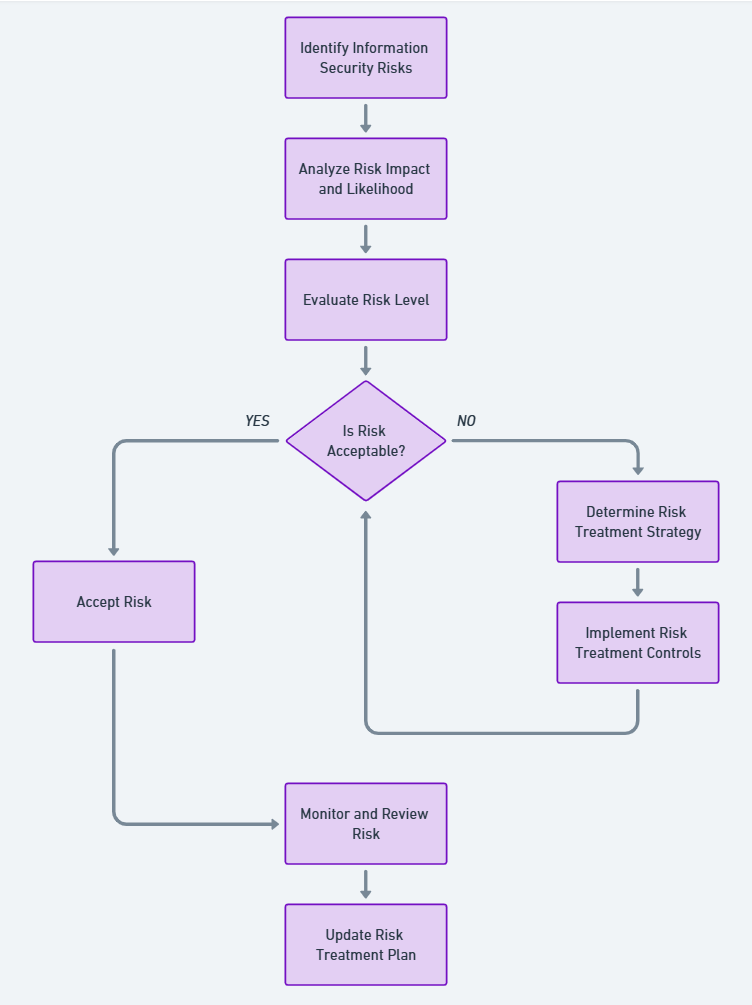 Identify Information
Security Risks
Analyze Risk Impact
and Likelihood
Evaluate Risk Level
YES
NO
Is Risk
Acceptable?
Determine Risk
Treatment Strategy
Accept Risk
Implement Risk
Treatment Controls
Monitor and Review
Risk
Update Risk
Treatment Plan